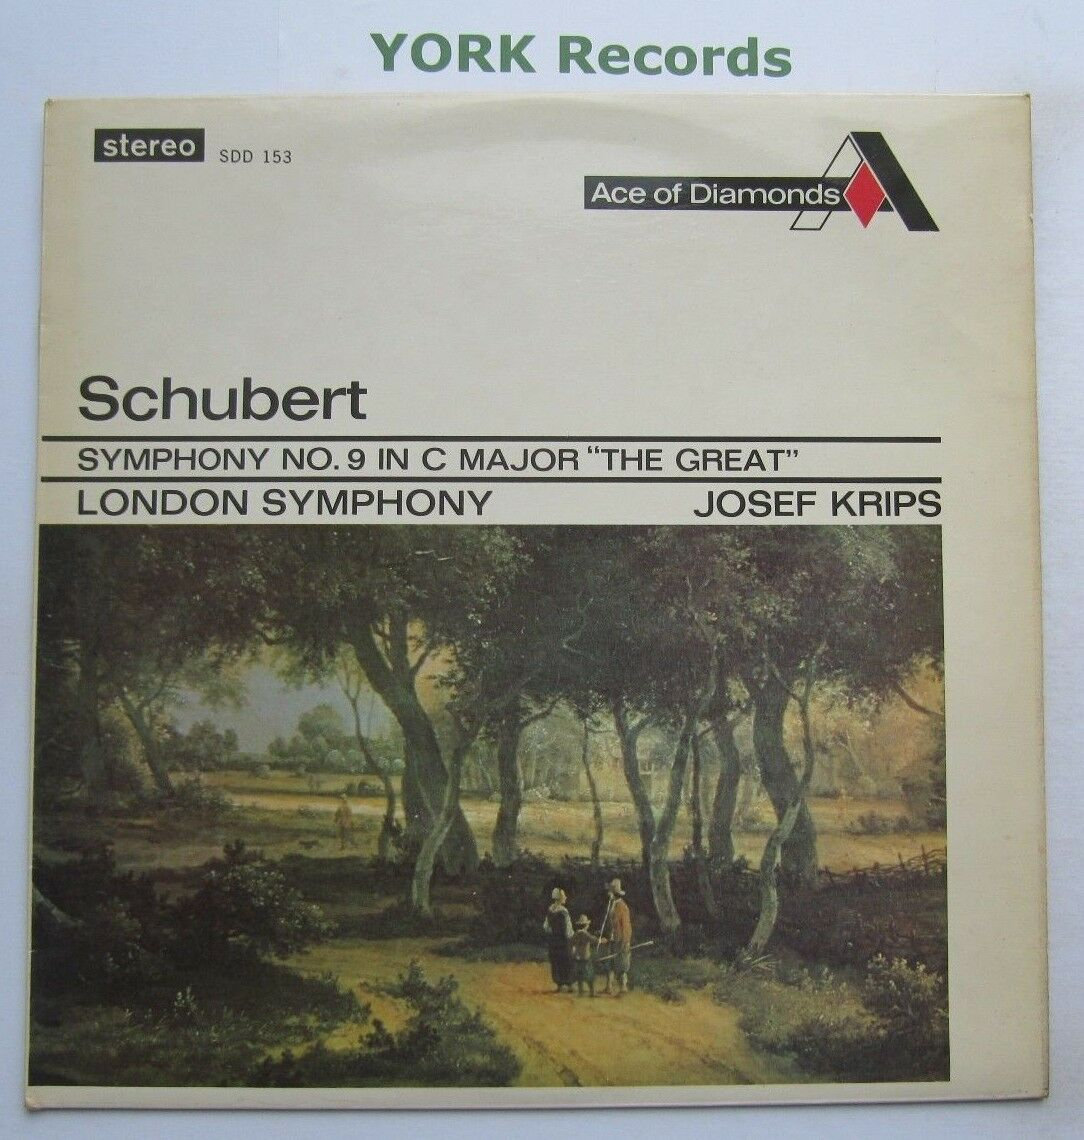 YORK Records
stereo SDD 153
Ace of Diamonds
Schubert
SYMPHONY NO. 9 IN C MAJOR “THE GREAT”
LONDON SYMPHONY JOSEF KRIPS